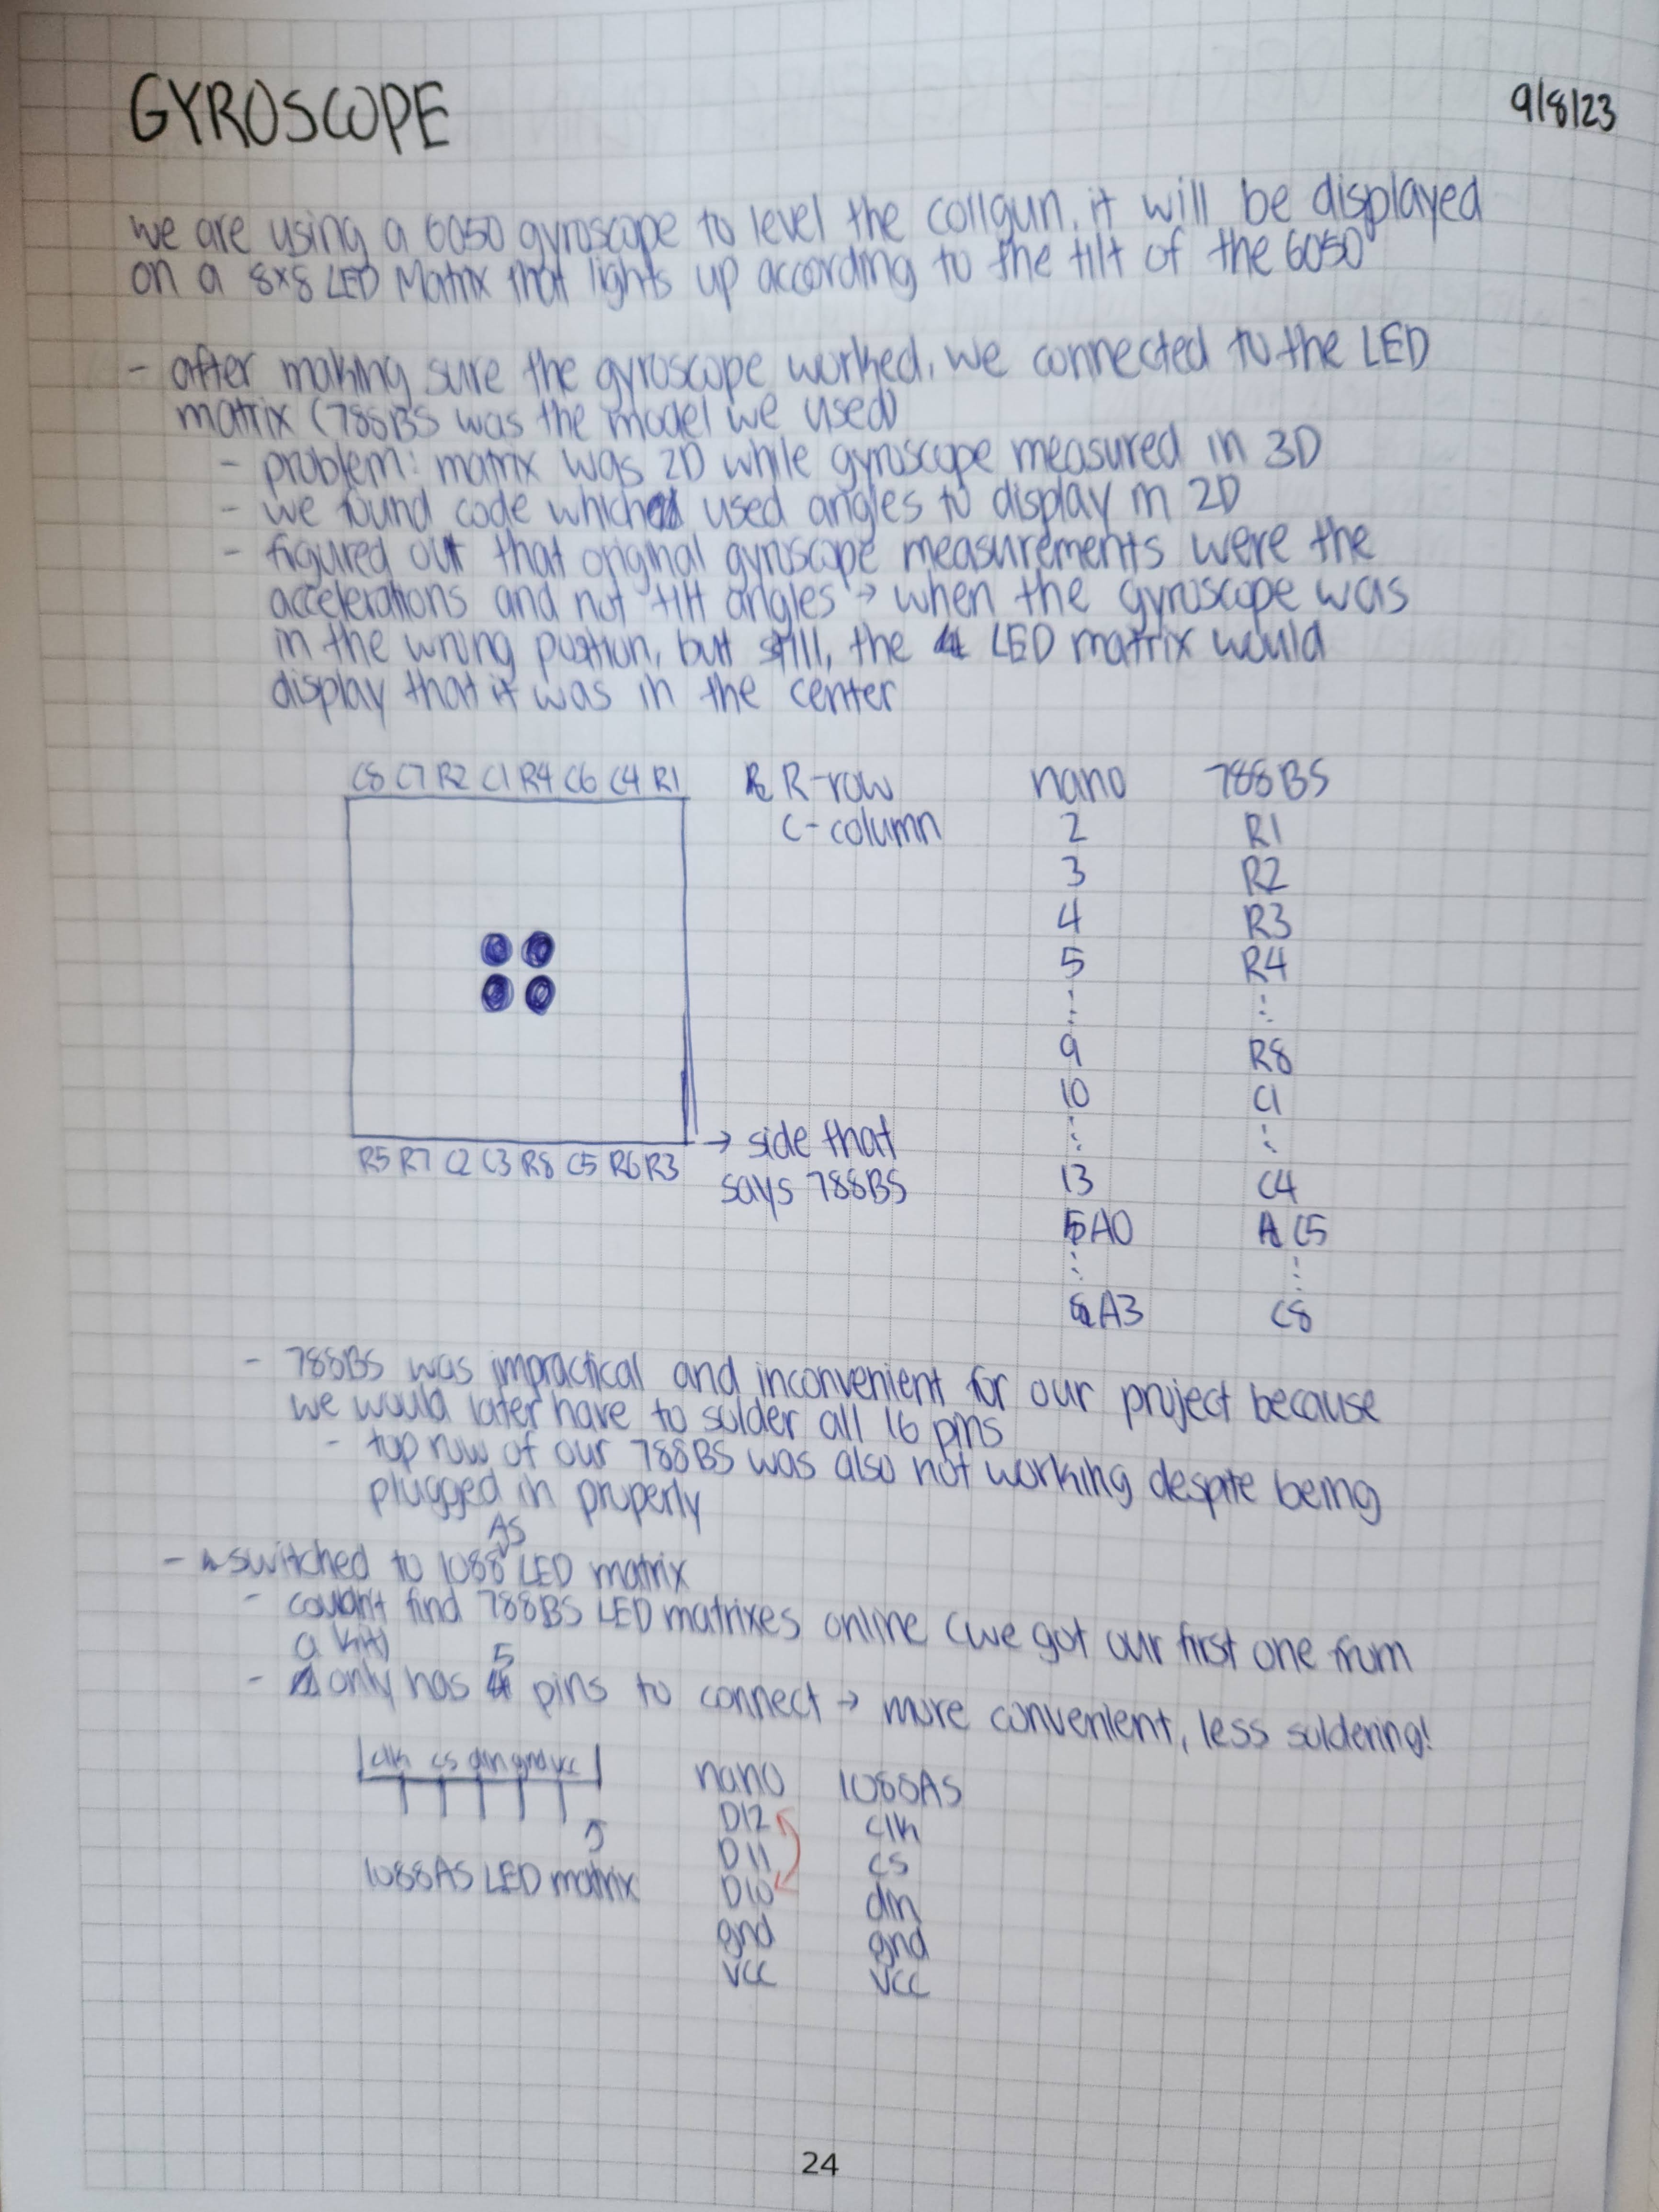 GYROSCOPE 9/8/23
we are using a 6050 gyroscope to level the coilgun. it will be displayed
on a 8x8 LED Matrix that lights up according to the tilt of the 6050
- after making sure the gyroscope worked, we connected to the LED
matrix (788BS was the model we used)
- problem: matrix was 2D while gyroscope measured in 3D
- we found code which used angles to display in 2D
- figured out that original gyroscope measurements were the
accelerations and not tilt angles → when the gyroscope was
in the wrong position, but still, the LED matrix would
display that it was in the center
C8 C7 R2 C1 R4 C6 C4 R1
R5 R7 C2 C3 R8 C5 R6 R3
→ side that
says 788BS
R-row
C-column
nano 788BS
2 R1
3 R2
4 R3
5 R4
⋮ ⋮
9 R8
10 C1
⋮ ⋮
13 C4
A0 C5
⋮ ⋮
A3 C8
- 788BS was impractical and inconvenient for our project because
we would later have to solder all 16 pins
- top row of our 788BS was also not working despite being
plugged in properly
- switched to 1088AS LED matrix
- couldn't find 788BS LED matrixes online (we got our first one from
a kit)
- only has 5 pins to connect → more convenient, less soldering!
clk cs din gnd vcc
1088AS LED matrix
nano 1088AS
D12 clk
D11 cs
D10 din
gnd gnd
vcc vcc
24